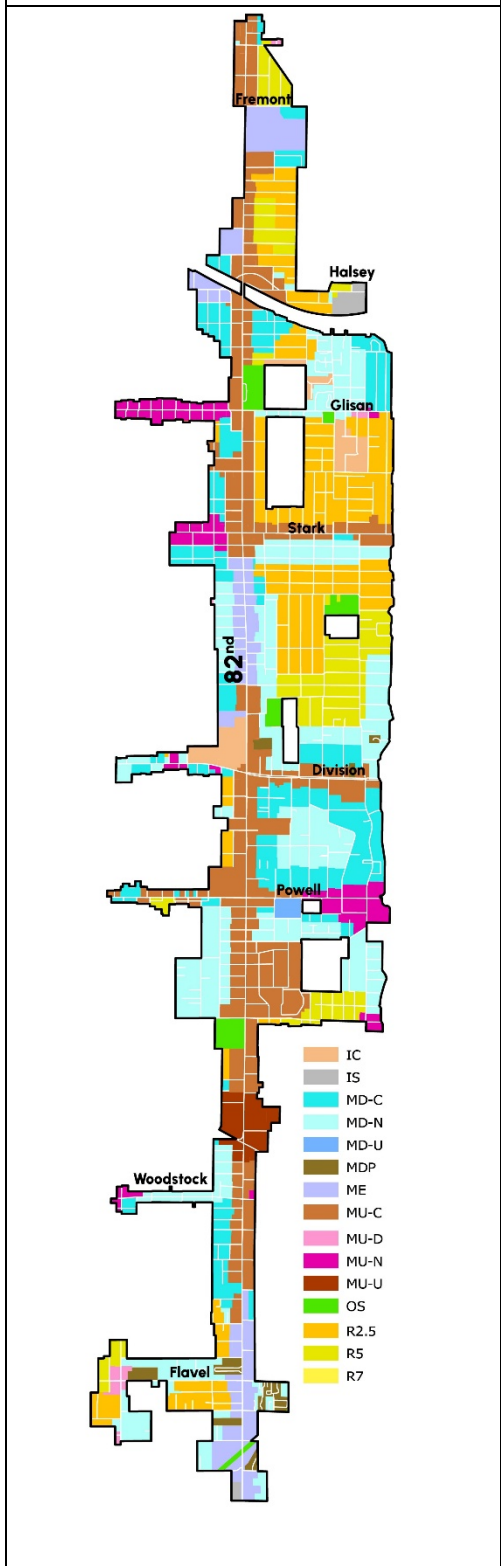 Fremont
Halsey
Glisan
Stark
82nd
Division
Powell
IC
IS
MD-C
MD-N
MD-U
MDP
ME
MU-C
MU-D
MU-N
MU-U
OS
R2.5
R5
R7
Woodstock
Flavel